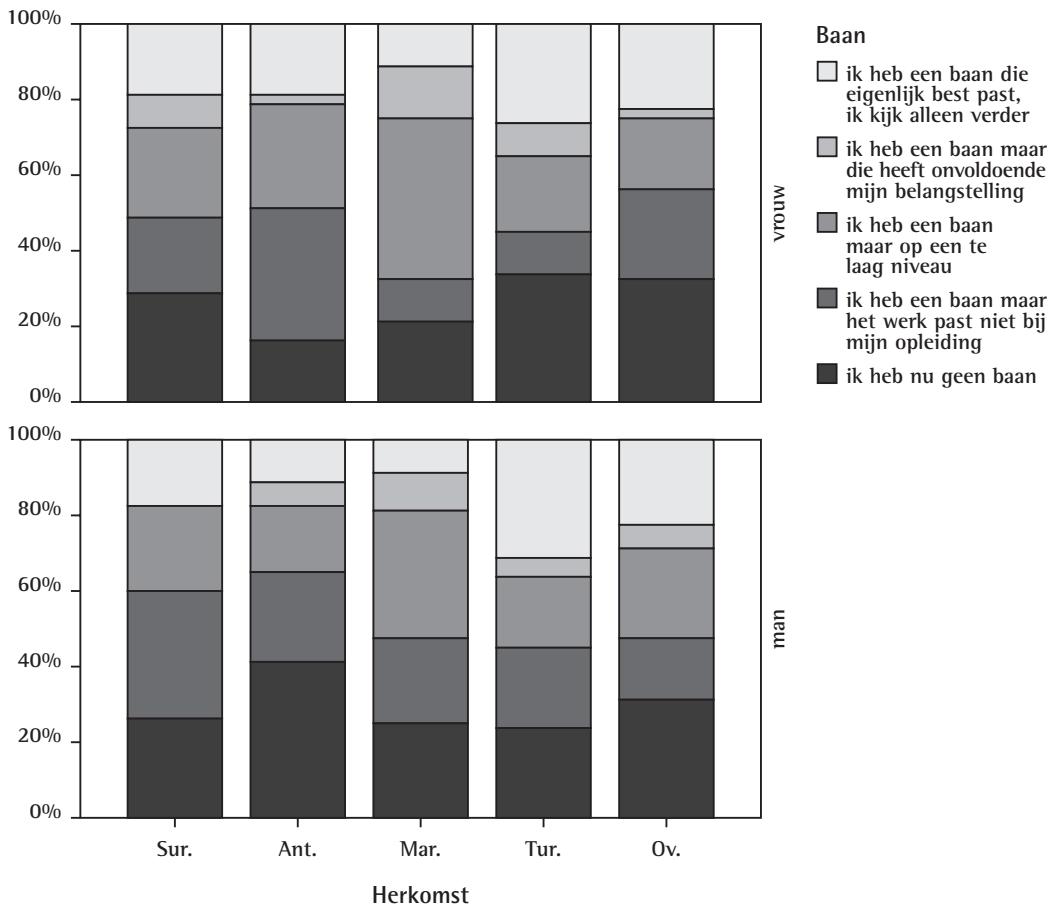 100%
80%
60%
40%
20%
0%
vrouw
100%
80%
60%
40%
20%
0%
man
Sur.
Ant.
Mar.
Tur.
Ov.
Herkomst
Baan
ik heb een baan die
eigenlijk best past,
ik kijk alleen verder
ik heb een baan maar
die heeft onvoldoende
mijn belangstelling
ik heb een baan
maar op een te
laag niveau
ik heb een baan maar
het werk past niet bij
mijn opleiding
ik heb nu geen baan